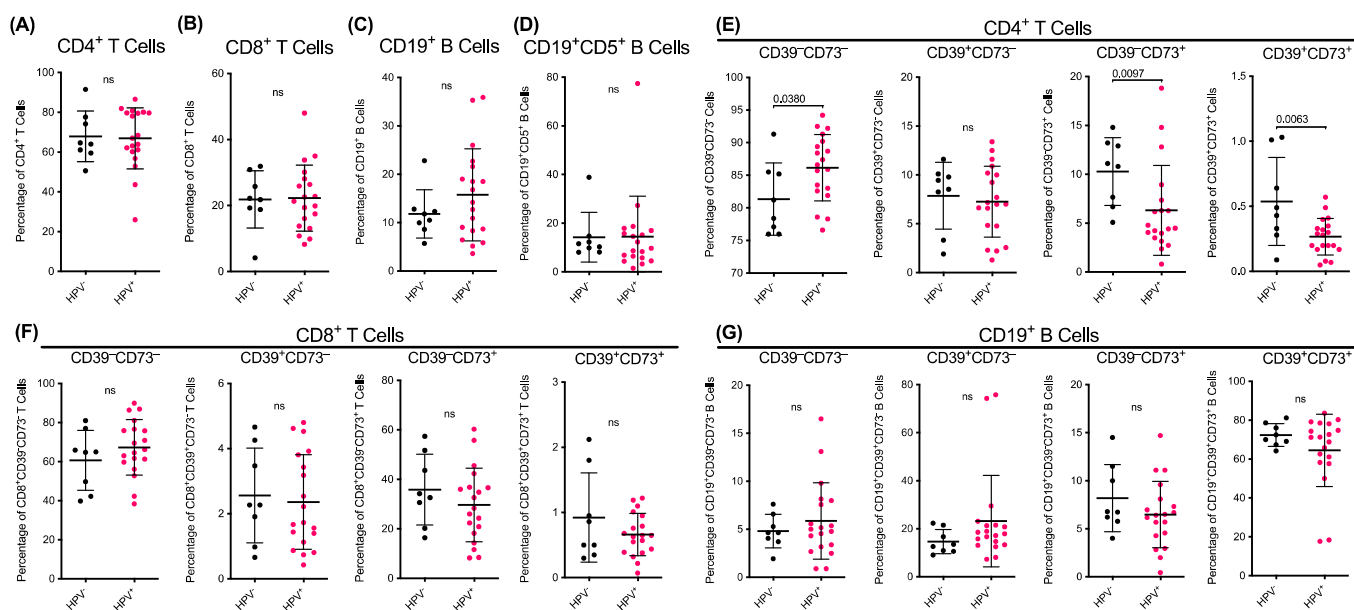 (A)
CD4+ T Cells
ns
Percentage of CD4+ T Cells
100
80
60
40
20
0
HPV-
HPV+
(B)
CD8+ T Cells
ns
Percentage of CD8+ T Cells
60
40
20
0
HPV-
HPV+
(C)
CD19+ B Cells
ns
Percentage of CD19+ B Cells
40
30
20
10
0
HPV-
HPV+
(D)
CD19+CD5+ B Cells
ns
Percentage of CD19+CD5+ B Cells
80
60
40
20
0
HPV-
HPV+
(E)
CD4+ T Cells
CD39–CD73–
0.0380
Percentage of CD39-CD73- Cells
95
90
85
80
75
70
HPV-
HPV+
CD39+CD73–
ns
Percentage of CD39+CD73- Cells
20
15
10
5
0
HPV-
HPV+
CD39–CD73+
0.0097
Percentage of CD39-CD73+ Cells
20
15
10
5
0
HPV-
HPV+
CD39+CD73+
0.0063
Percentage of CD39+CD73+ Cells
1.5
1.0
0.5
0.0
HPV-
HPV+
(F)
CD8+ T Cells
CD39–CD73–
ns
Percentage of CD8+CD39-CD73- T Cells
100
80
60
40
20
0
HPV-
HPV+
CD39+CD73–
ns
Percentage of CD8+CD39+CD73- T Cells
6
4
2
0
HPV-
HPV+
CD39–CD73+
ns
Percentage of CD8+CD39-CD73+ T Cells
80
60
40
20
0
HPV-
HPV+
CD39+CD73+
ns
Percentage of CD8+CD39+CD73+ T Cells
3
2
1
0
HPV-
HPV+
(G)
CD19+ B Cells
CD39–CD73–
ns
Percentage of CD19+CD39-CD73- B Cells
20
15
10
5
0
HPV-
HPV+
CD39+CD73–
ns
Percentage of CD19+CD39+CD73- B Cells
80
60
40
20
0
HPV-
HPV+
CD39–CD73+
ns
Percentage of CD19+CD39-CD73+ B Cells
20
15
10
5
0
HPV-
HPV+
CD39+CD73+
ns
Percentage of CD19+CD39+CD73+ B Cells
100
80
60
40
20
0
HPV-
HPV+